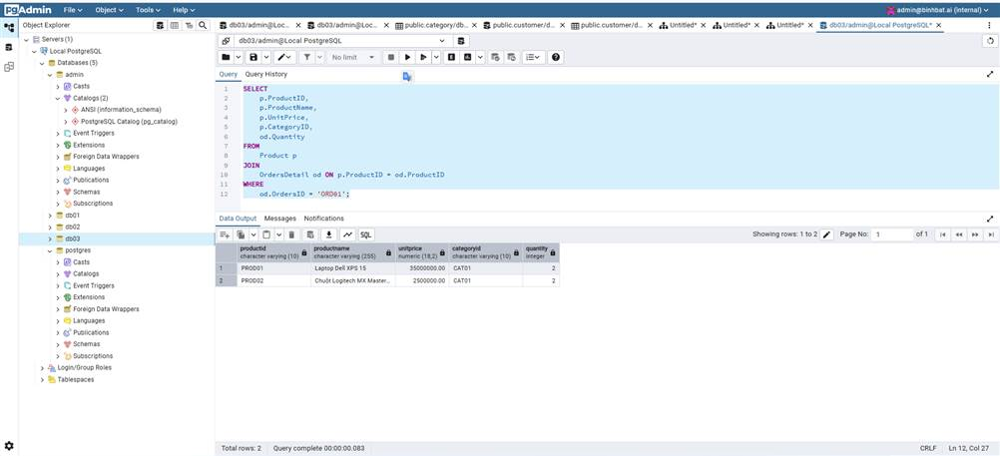 pgAdmin File Object Tools Help admin@binhbat.ai (internal)
Object Explorer
db03/admin@Loc... db03/admin@Loc... public.category/db... public.customer/d... public.customer/d... Untitled* Untitled* Untitled* db03/admin@Local PostgreSQL*
db03/admin@Local PostgreSQL
No limit
Query Query History
1 SELECT
2 p.ProductID,
3 p.ProductName,
4 p.UnitPrice,
5 p.CategoryID,
6 od.Quantity
7 FROM
8 Product p
9 JOIN
10 OrdersDetail od ON p.ProductID = od.ProductID
11 WHERE
12 od.OrdersID = 'ORD01';
Servers (1)
Local PostgreSQL
Databases (5)
admin
Casts
Catalogs (2)
ANSI (information_schema)
PostgreSQL Catalog (pg_catalog)
Event Triggers
Extensions
Foreign Data Wrappers
Languages
Publications
Schemas
Subscriptions
db01
db02
db03
postgres
Casts
Catalogs
Event Triggers
Extensions
Foreign Data Wrappers
Languages
Publications
Schemas
Subscriptions
Login/Group Roles
Tablespaces
Data Output Messages Notifications
SQL
Showing rows: 1 to 2 Page No: 1 of 1
productid character varying (10)
productname character varying (255)
unitprice numeric (18,2)
categoryid character varying (10)
quantity integer
1 PROD01 Laptop Dell XPS 15 35000000.00 CAT01 2
2 PROD02 Chuột Logitech MX Master... 2500000.00 CAT01 2
Total rows: 2 Query complete 00:00:00.083 CRLF Ln 12, Col 27